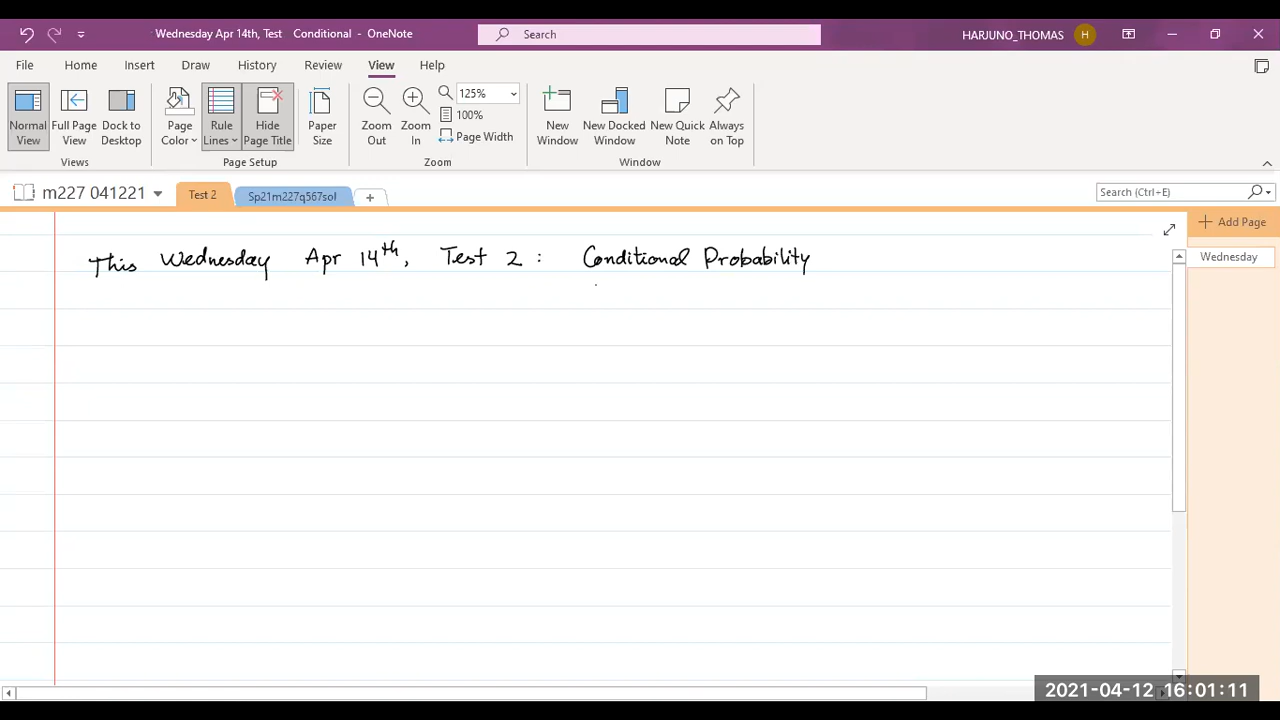 Wednesday Apr 14th, Test    Conditional - OneNote
Search
HARJUNO_THOMAS
H
File Home Insert Draw History Review View Help
Normal View
Full Page View
Dock to Desktop
Views
Page Color
Rule Lines
Hide Page Title
Paper Size
Page Setup
Zoom Out
Zoom In
125%
100%
Page Width
Zoom
New Window
New Docked Window
New Quick Note
Always on Top
Window
m227 041221
Test 2
Sp21m227q567sol
Search (Ctrl+E)
Add Page
Wednesday
This Wednesday Apr 14th, Test 2 : Conditional Probability
2021-04-12 16:01:11